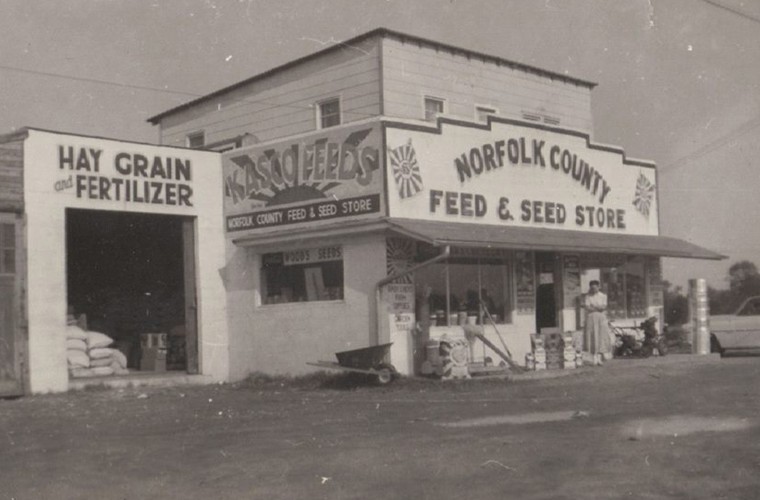 HAY GRAIN
and FERTILIZER
KASCO FEEDS
NORFOLK COUNTY FEED & SEED STORE
WOOD'S SEEDS
NORFOLK COUNTY
FEED & SEED STORE